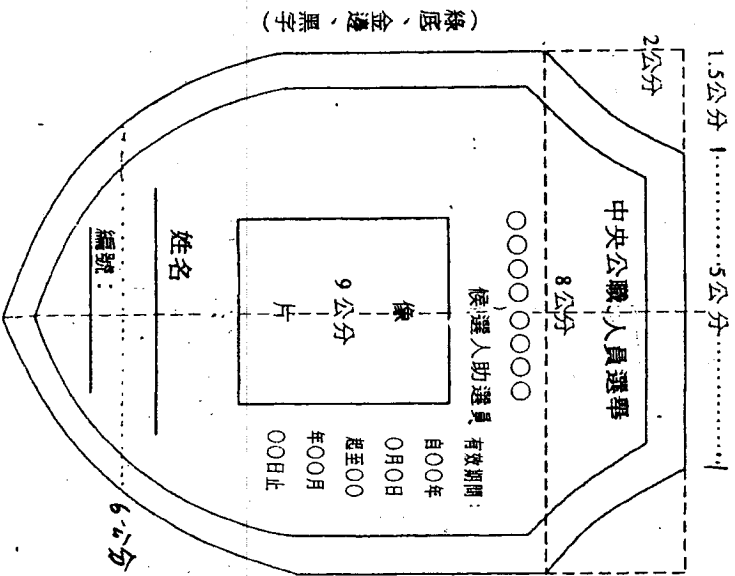 1.5公分
5公分
2公分
中央公職人員選舉
8公分
○○○○○○○○
候選人助選員
像
9公分
片
有效期間：
自○○年
○月○日
起至○○
年○○月
○○日止
姓名
編號：
6公分
（綠底、金邊、黑字）